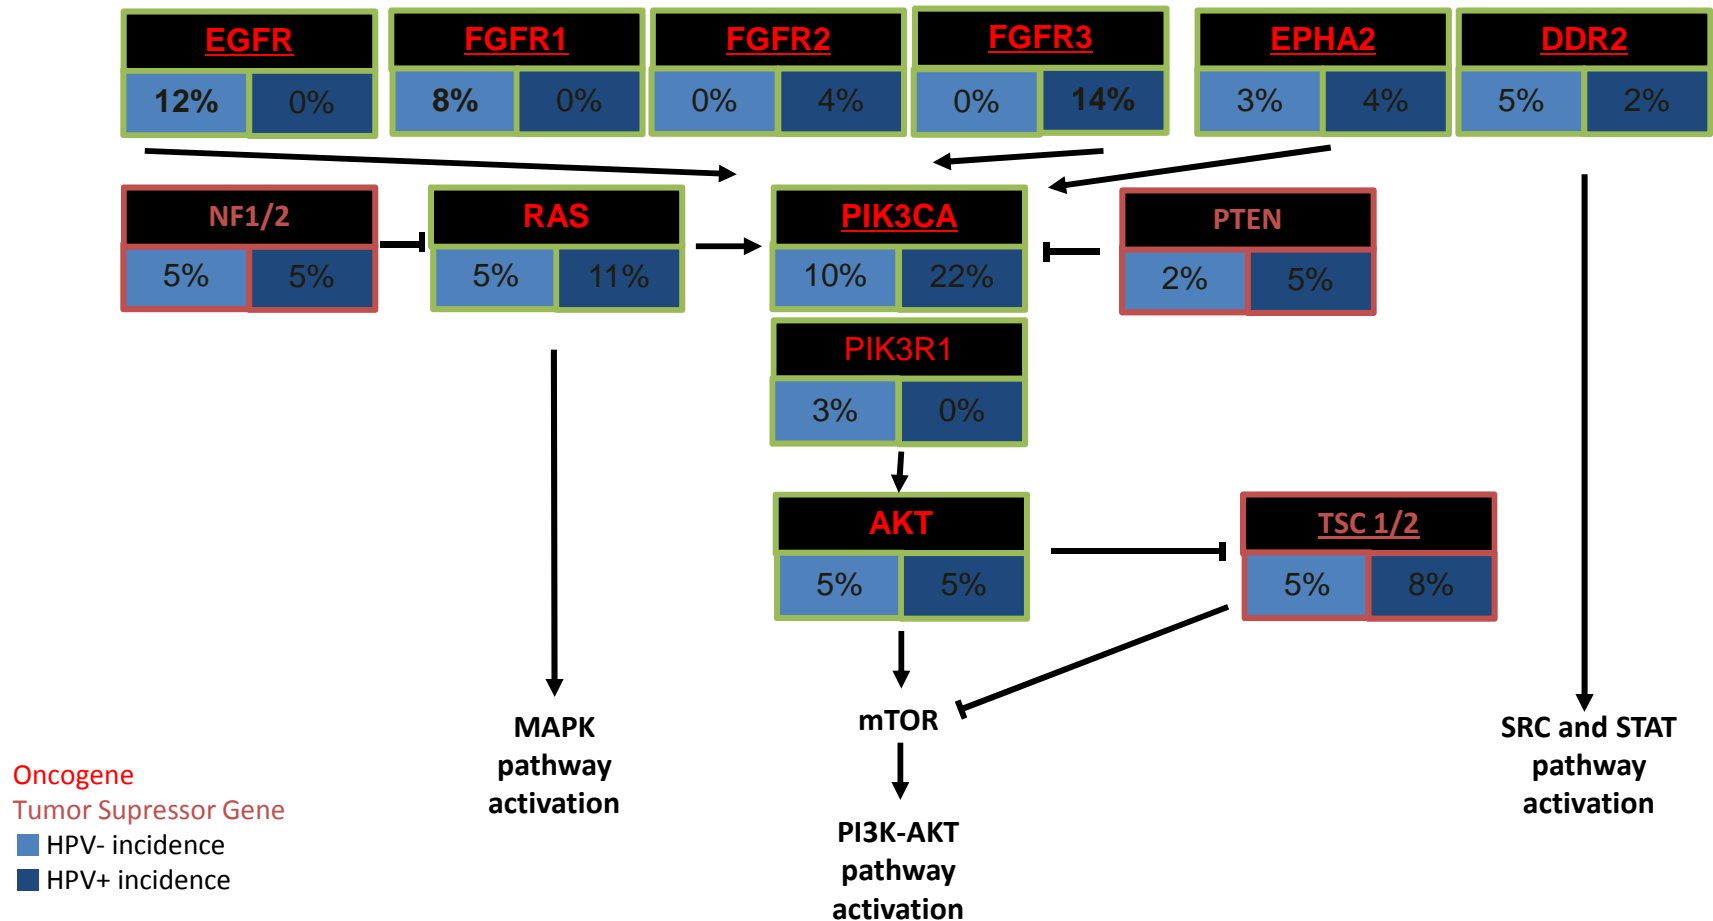 EGFR FGFR1 FGFR2 FGFR3 EPHA2 DDR2
12% 0% 8% 0% 0% 4% 0% 14% 3% 4% 5% 2%
NF1/2 RAS PIK3CA PTEN
5% 5% 5% 11% 10% 22% 2% 5%
PIK3R1
3% 0%
AKT TSC 1/2
5% 5% 5% 8%
MAPK
pathway
activation
mTOR
SRC and STAT
pathway
activation
PI3K-AKT
pathway
activation
Oncogene
Tumor Supressor Gene
HPV- incidence
HPV+ incidence